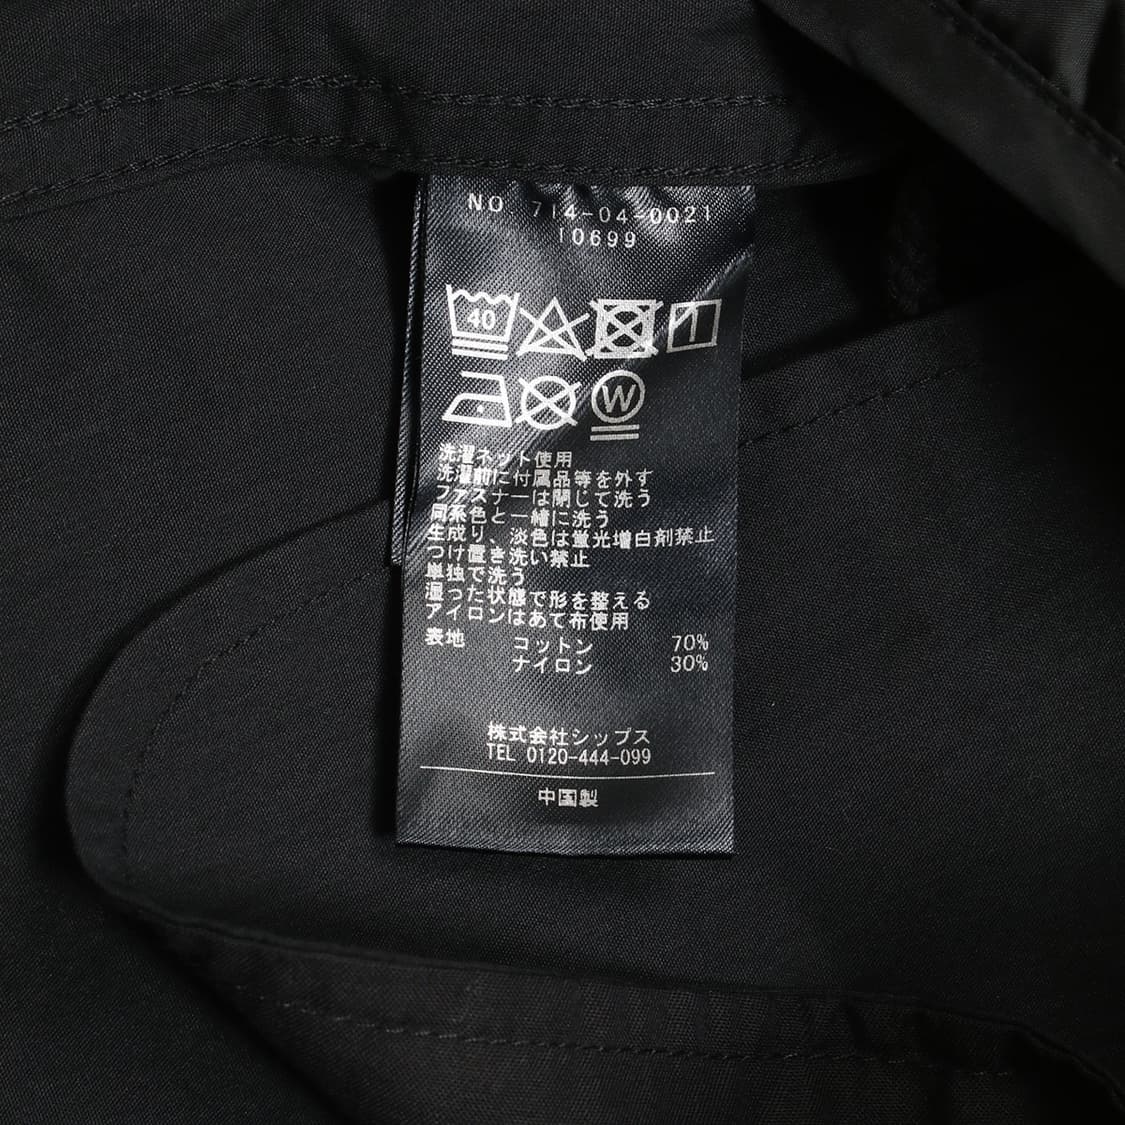 NO. 714-04-0021
10699
40
W
洗濯ネット使用
洗濯前に付属品等を外す
ファスナーは閉じて洗う
同系色と一緒に洗う
生成り、淡色は蛍光増白剤禁止
つけ置き洗い禁止
単独で洗う
湿った状態で形を整える
アイロンはあて布使用
表地 コットン 70%
ナイロン 30%
株式会社シップス
TEL 0120-444-099
中国製